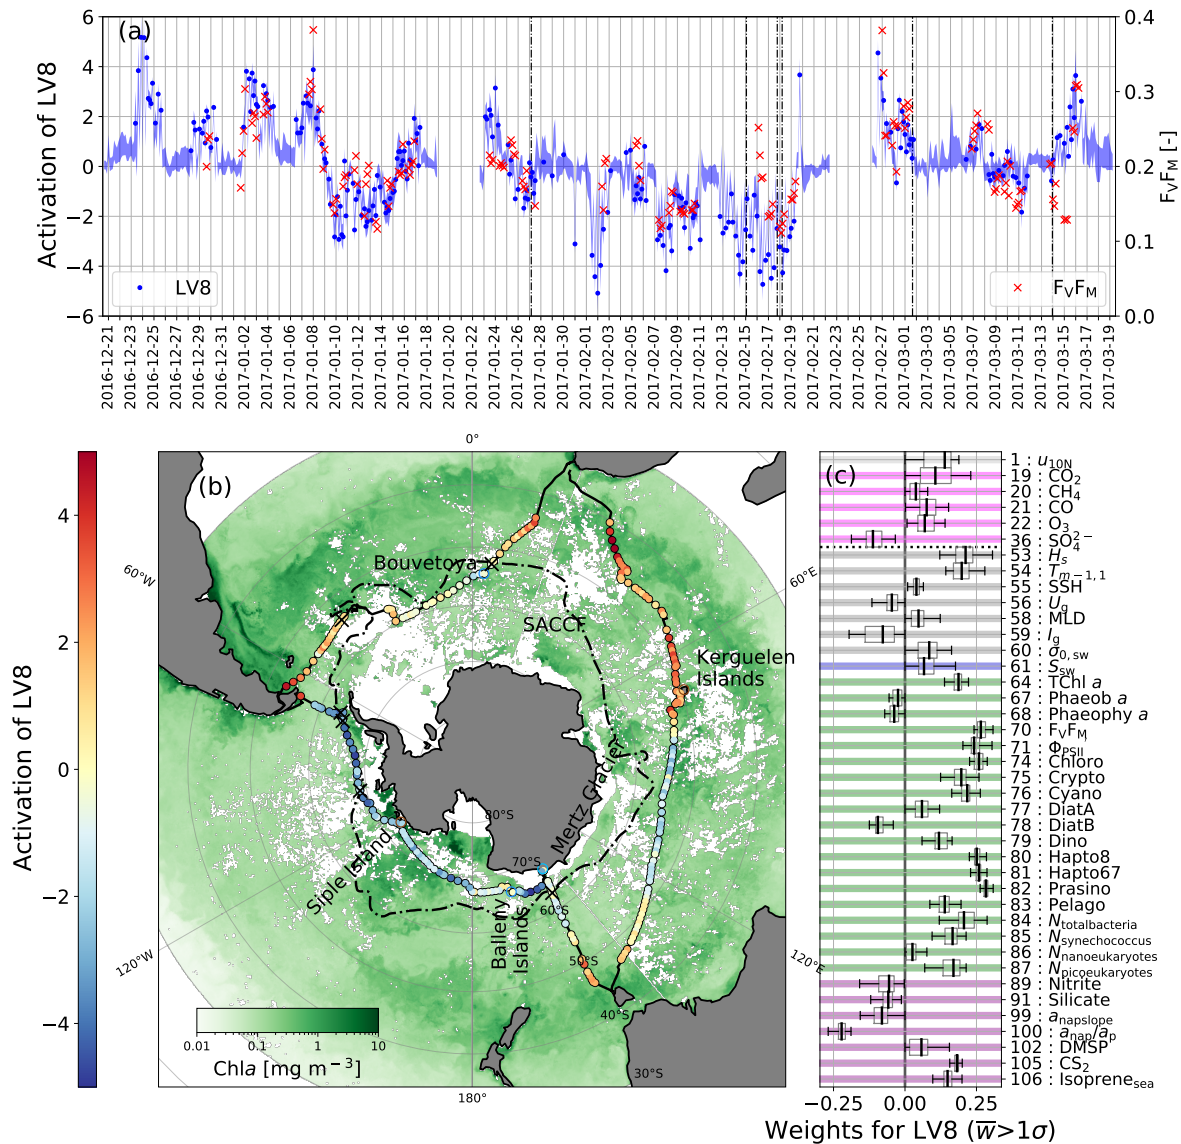 (a)
Activation of LV8
6
4
2
0
−2
−4
−6
0.4
0.3
0.2
0.1
0.0
FᵥF_M [-]
LV8
FᵥF_M
2016-12-21
2016-12-23
2016-12-25
2016-12-27
2016-12-29
2016-12-31
2017-01-02
2017-01-04
2017-01-06
2017-01-08
2017-01-10
2017-01-12
2017-01-14
2017-01-16
2017-01-18
2017-01-20
2017-01-22
2017-01-24
2017-01-26
2017-01-28
2017-01-30
2017-02-01
2017-02-03
2017-02-05
2017-02-07
2017-02-09
2017-02-11
2017-02-13
2017-02-15
2017-02-17
2017-02-19
2017-02-21
2017-02-23
2017-02-25
2017-02-27
2017-03-01
2017-03-03
2017-03-05
2017-03-07
2017-03-09
2017-03-11
2017-03-13
2017-03-15
2017-03-17
2017-03-19
Activation of LV8
4
2
0
−2
−4
(b)
0°
60°W
60°E
120°W
120°E
180°
Bouvetoya
SACCF
Kerguelen
Islands
Mertz Glacier
Siple Island
Balleny
Islands
80°S
70°S
60°S
50°S
40°S
30°S
0.01
0.1
1
10
Chla [mg m⁻³]
(c)
1 : u10N
19 : CO₂
20 : CH₄
21 : CO
22 : O₃
36 : SO₄²⁻
53 : Hs
54 : Tm−1,1
55 : SSH
56 : Ug
58 : MLD
59 : Ig
60 : σ0,sw
61 : Ssw
64 : TChl a
67 : Phaeob a
68 : Phaeophy a
70 : FᵥF_M
71 : ΦPSII
74 : Chloro
75 : Crypto
76 : Cyano
77 : DiatA
78 : DiatB
79 : Dino
80 : Hapto8
81 : Hapto67
82 : Prasino
83 : Pelago
84 : Ntotalbacteria
85 : Nsynechococcus
86 : Nnanoeukaryotes
87 : Npicoeukaryotes
89 : Nitrite
91 : Silicate
99 : anapslope
100 : anap/ap
102 : DMSP
105 : CS₂
106 : Isoprenesea
−0.25 0.00 0.25
Weights for LV8 (w̅>1σ)